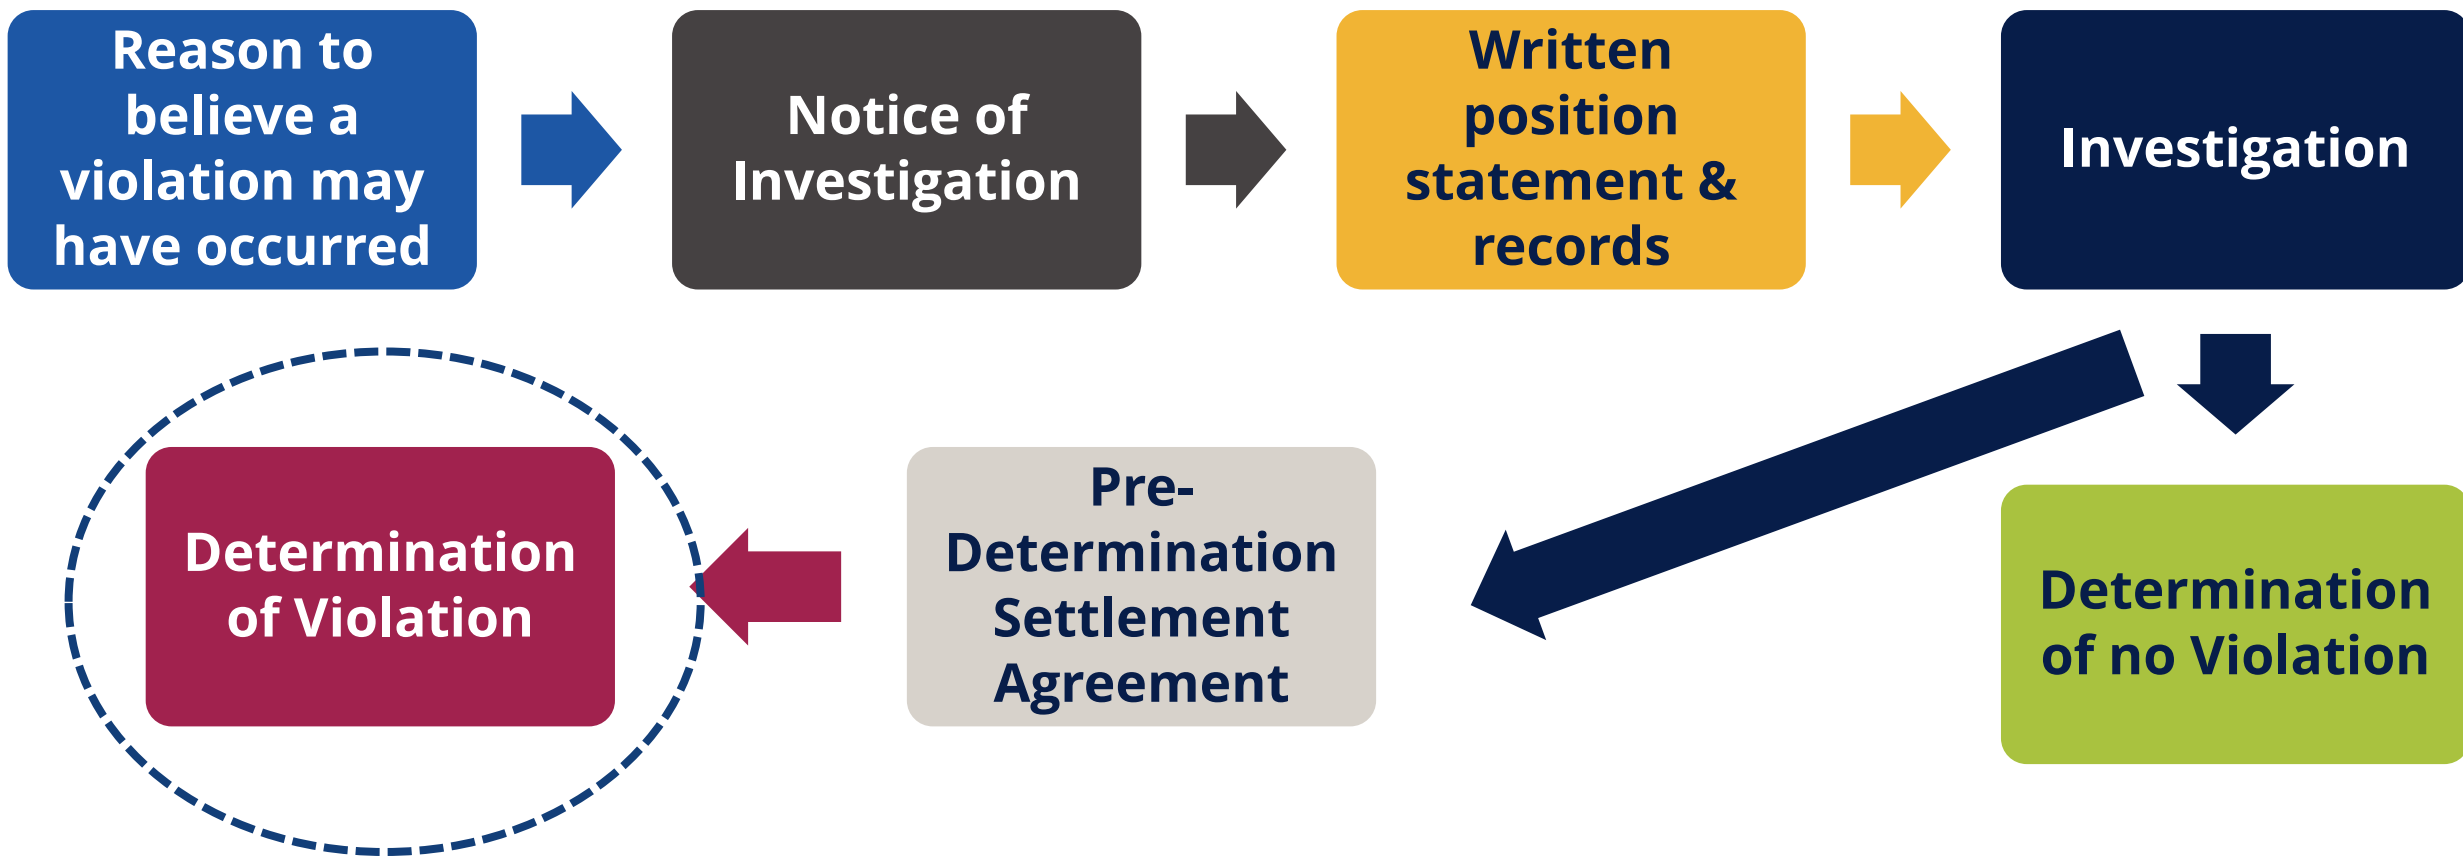 Reason to
believe a
violation may
have occurred
Notice of
Investigation
Written
position
statement &
records
Investigation
Determination
of Violation
Pre-
Determination
Settlement
Agreement
Determination
of no Violation